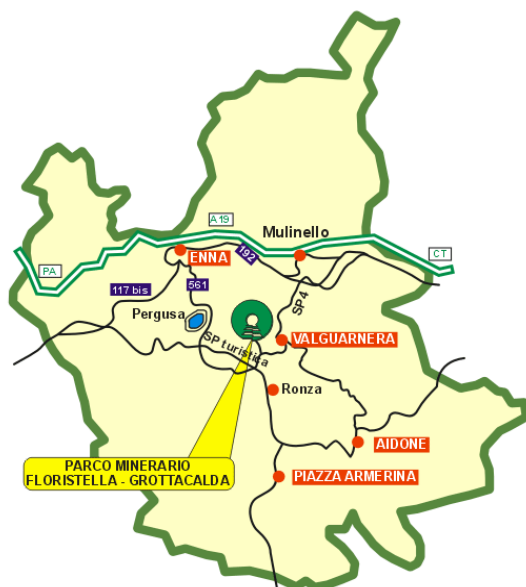 A19
Mulinello
ENNA
192
CT
PA
117 bis
561
SP4
Pergusa
VALGUARNERA
SP turistica
Ronza
AIDONE
PARCO MINERARIO
FLORISTELLA - GROTTACALDA
PIAZZA ARMERINA